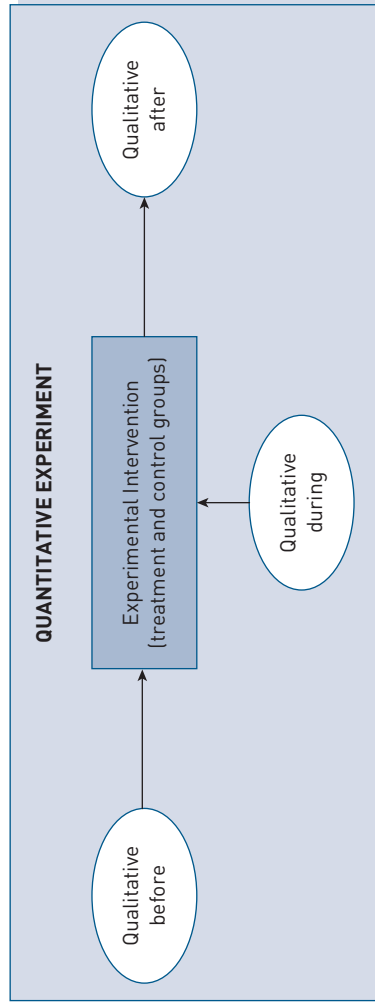 QUANTITATIVE EXPERIMENT
Qualitative
before
Experimental Intervention
(treatment and control groups)
Qualitative
after
Qualitative
during